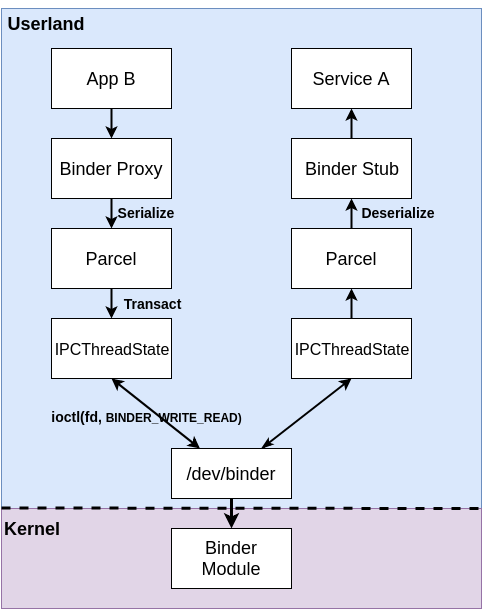 Userland
App B
Service A
Binder Proxy
Binder Stub
Serialize
Deserialize
Parcel
Parcel
Transact
IPCThreadState
IPCThreadState
ioctl(fd, BINDER_WRITE_READ)
/dev/binder
Kernel
Binder
Module